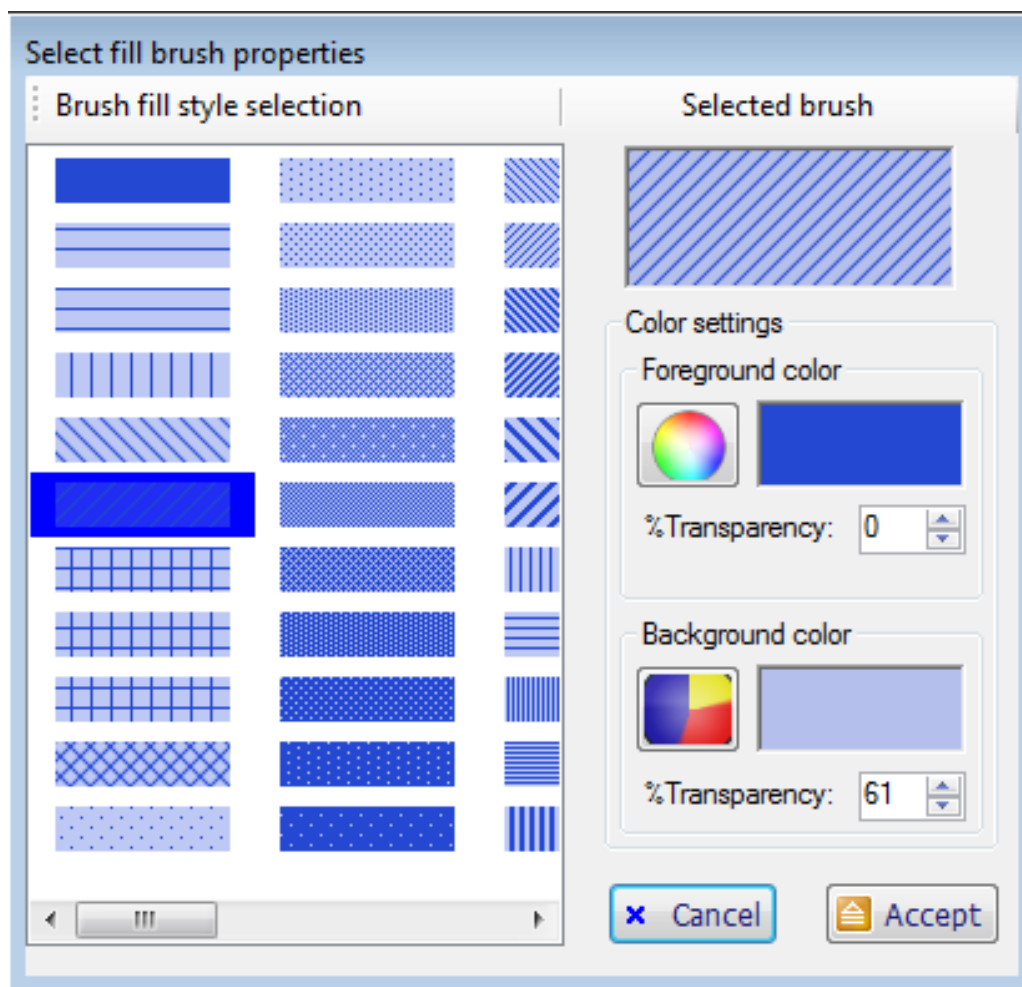 Select fill brush properties
Brush fill style selection
Selected brush
Color settings
Foreground color
%Transparency: 0
Background color
%Transparency: 61
Cancel
Accept